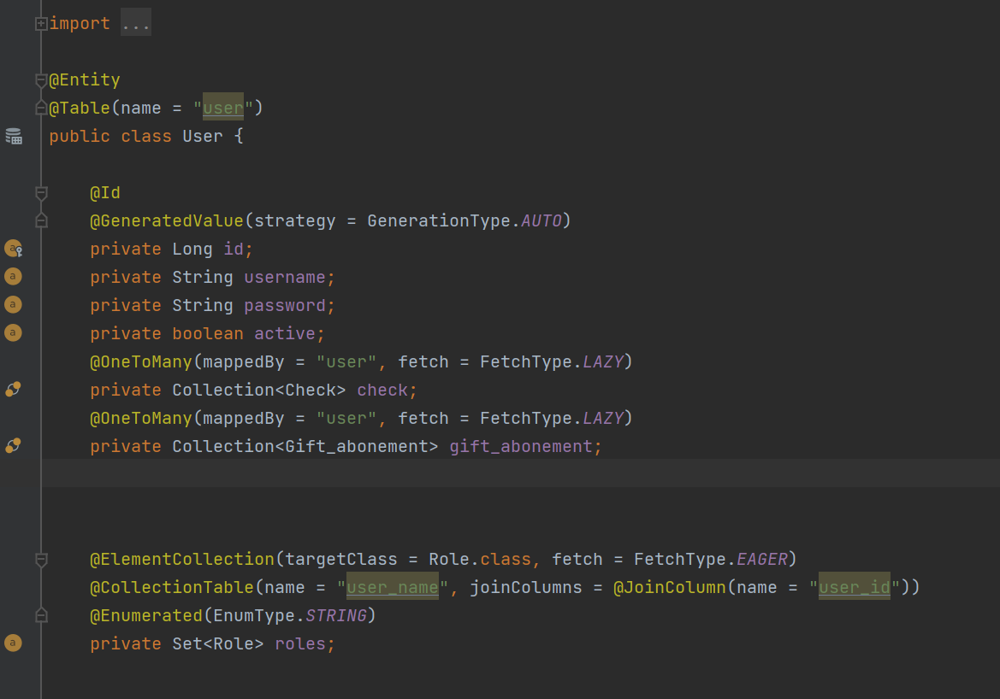 import ...
@Entity
@Table(name = "user")
public class User {
@Id
@GeneratedValue(strategy = GenerationType.AUTO)
private Long id;
private String username;
private String password;
private boolean active;
@OneToMany(mappedBy = "user", fetch = FetchType.LAZY)
private Collection<Check> check;
@OneToMany(mappedBy = "user", fetch = FetchType.LAZY)
private Collection<Gift_abonement> gift_abonement;
@ElementCollection(targetClass = Role.class, fetch = FetchType.EAGER)
@CollectionTable(name = "user_name", joinColumns = @JoinColumn(name = "user_id"))
@Enumerated(EnumType.STRING)
private Set<Role> roles;